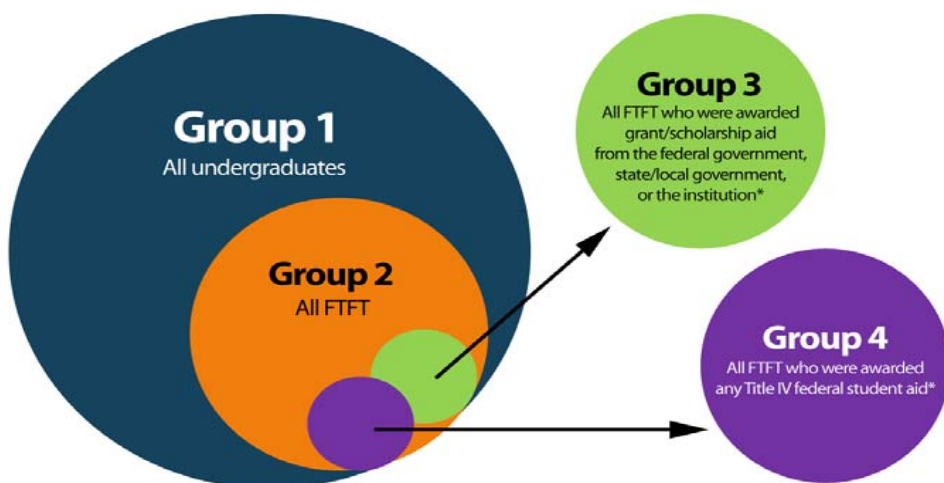 Group 1
All undergraduates
Group 2
All FTFT
Group 3
All FTFT who were awarded
grant/scholarship aid
from the federal government,
state/local government,
or the institution*
Group 4
All FTFT who were awarded
any Title IV federal student aid*